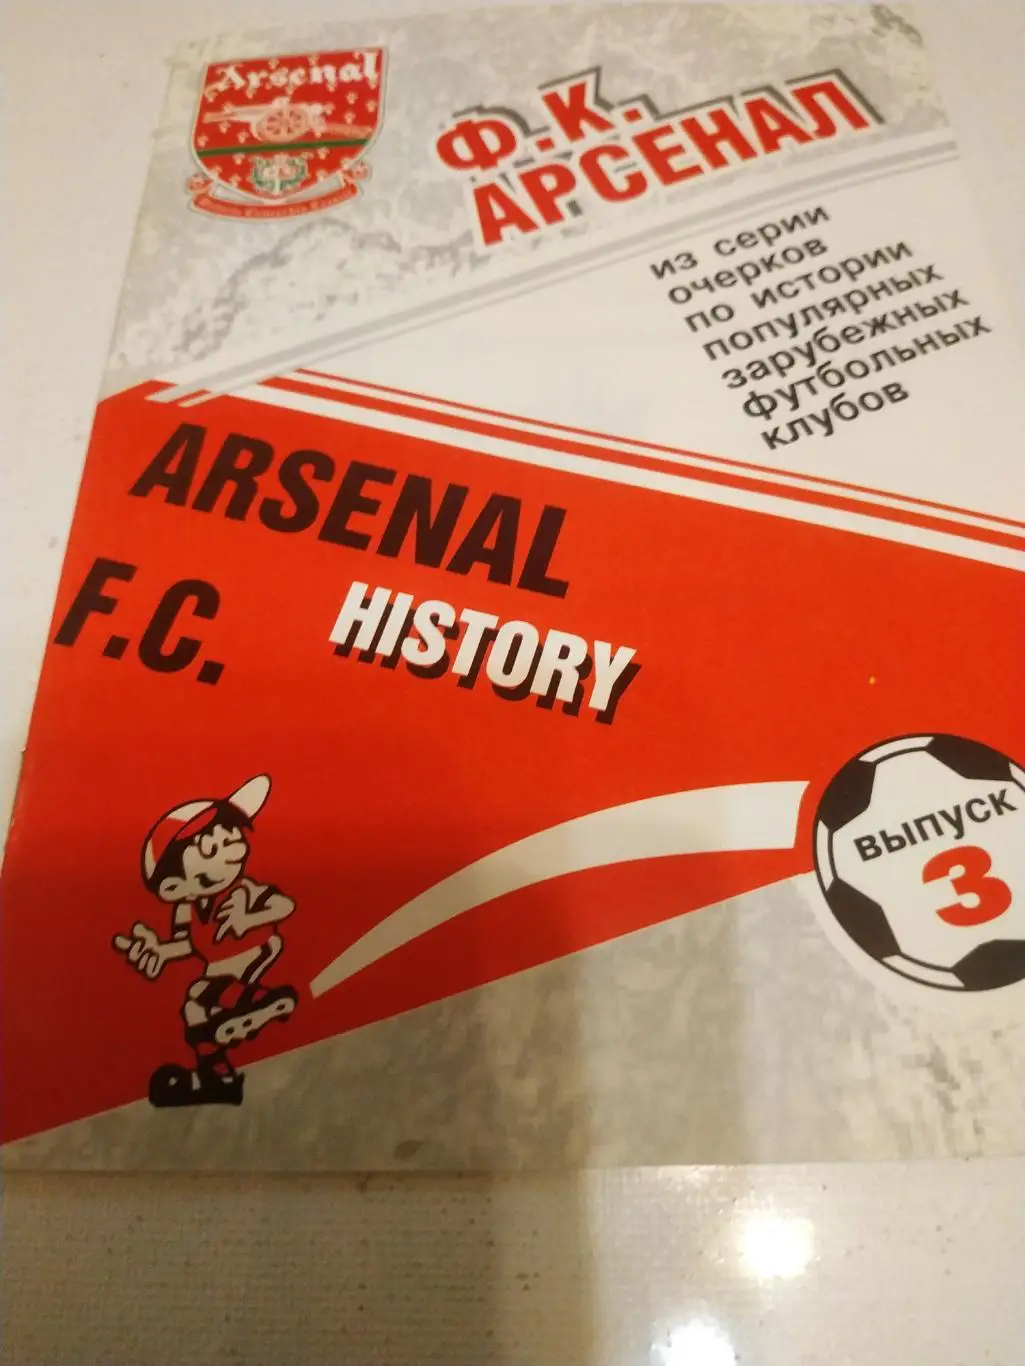 Arsenal
Ф.К.
АРСЕНАЛ
из серии
очерков
по истории
популярных
зарубежных
футбольных
клубов
ARSENAL
F.C.
HISTORY
ВЫПУСК
3